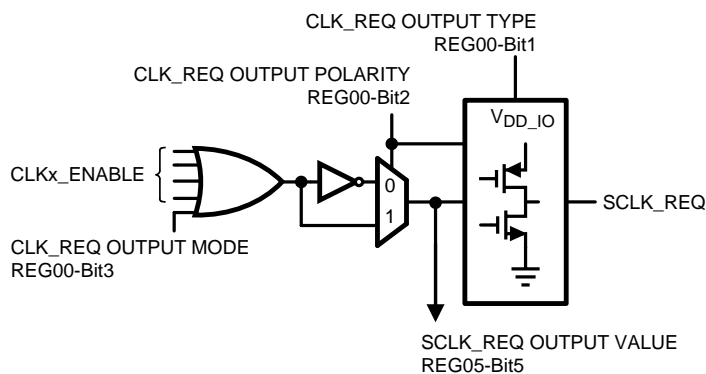 CLK_REQ OUTPUT TYPE
REG00-Bit1
CLK_REQ OUTPUT POLARITY
REG00-Bit2
VDD_IO
CLKx_ENABLE
0
1
SCLK_REQ
CLK_REQ OUTPUT MODE
REG00-Bit3
SCLK_REQ OUTPUT VALUE
REG05-Bit5